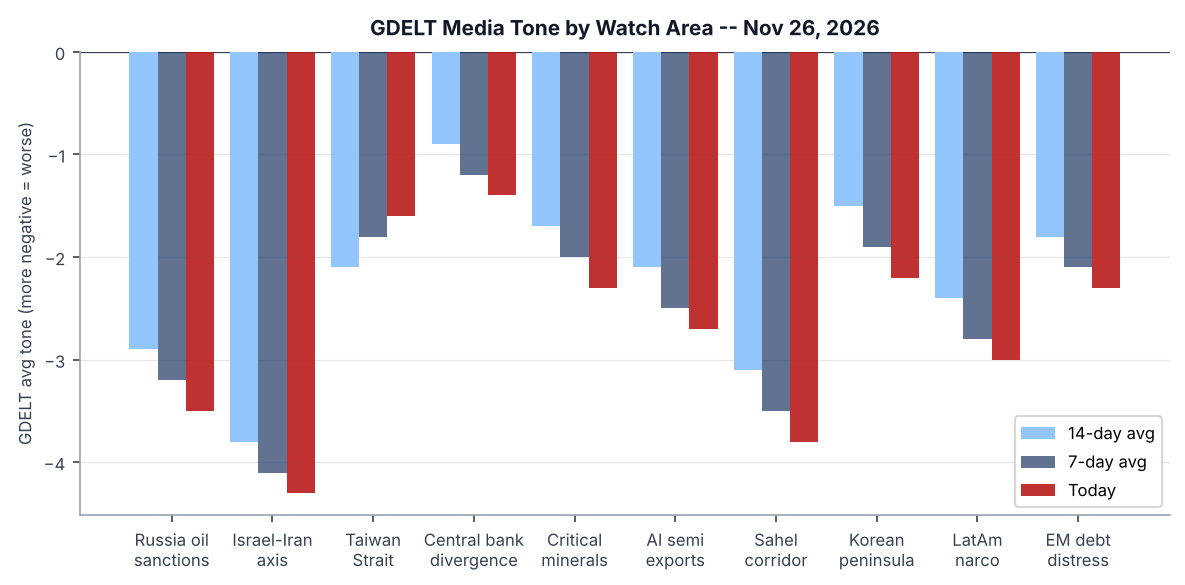 GDELT Media Tone by Watch Area -- Nov 26, 2026
GDELT avg tone (more negative = worse)
0
−1
−2
−3
−4
Russia oil
sanctions
Israel-Iran
axis
Taiwan
Strait
Central bank
divergence
Critical
minerals
AI semi
exports
Sahel
corridor
Korean
peninsula
LatAm
narco
EM debt
distress
14-day avg
7-day avg
Today